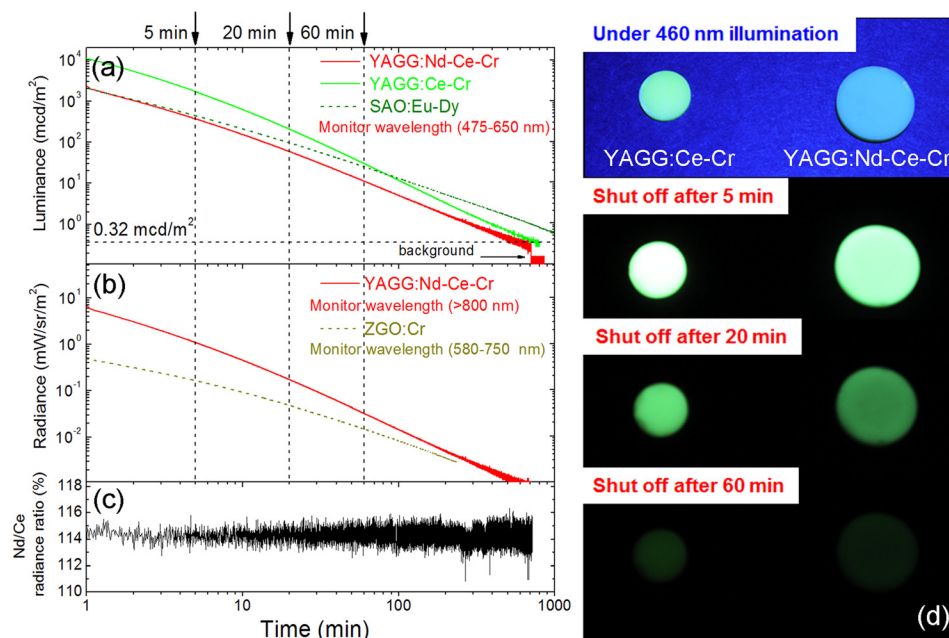 5 min 20 min 60 min
(a)
YAGG:Nd-Ce-Cr
YAGG:Ce-Cr
SAO:Eu-Dy
Monitor wavelength (475-650 nm)
0.32 mcd/m²
background
Luminance (mcd/m²)
10⁴
10³
10²
10¹
10⁰
(b)
YAGG:Nd-Ce-Cr
Monitor wavelength (>800 nm)
ZGO:Cr
Monitor wavelength (580-750 nm)
Radiance (mW/sr/m²)
10¹
10⁰
10⁻¹
10⁻²
(c)
Nd/Ce
radiance ratio (%)
118
116
114
112
110
1 10 100 1000
Time (min)
Under 460 nm illumination
YAGG:Ce-Cr YAGG:Nd-Ce-Cr
Shut off after 5 min
Shut off after 20 min
Shut off after 60 min
(d)